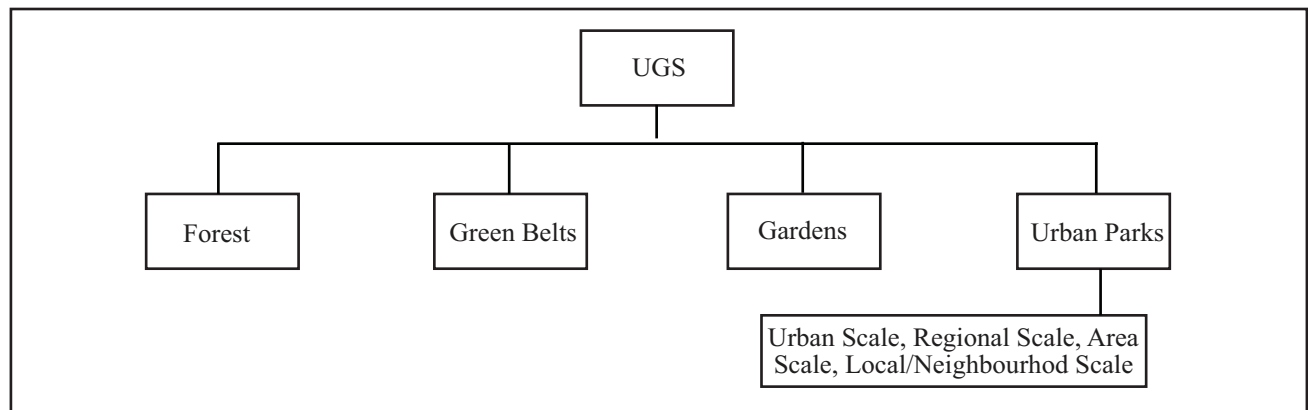 UGS
Forest
Green Belts
Gardens
Urban Parks
Urban Scale, Regional Scale, Area
Scale, Local/Neighbourhod Scale